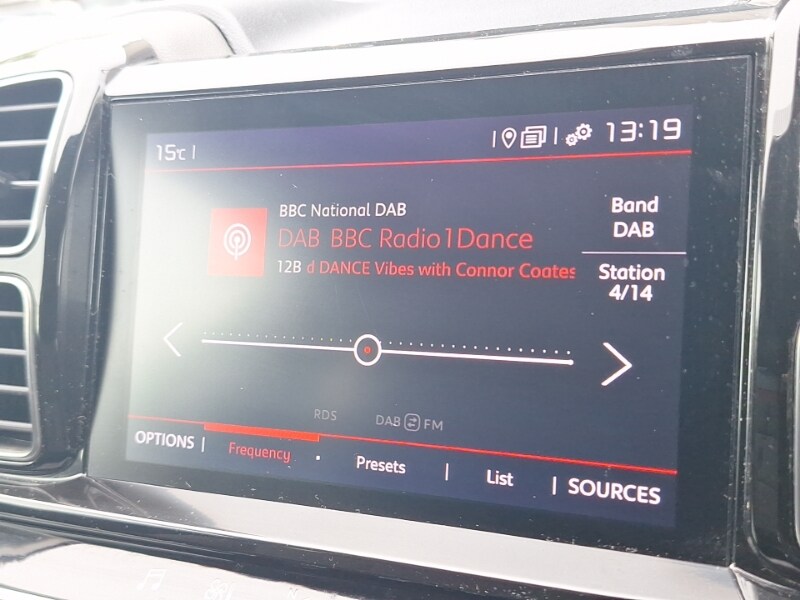 15°C |
13:19
BBC National DAB
DAB BBC Radio1Dance
12B d DANCE Vibes with Connor Coates
Band
DAB
Station
4/14
RDS DAB FM
OPTIONS | Frequency Presets | List | SOURCES